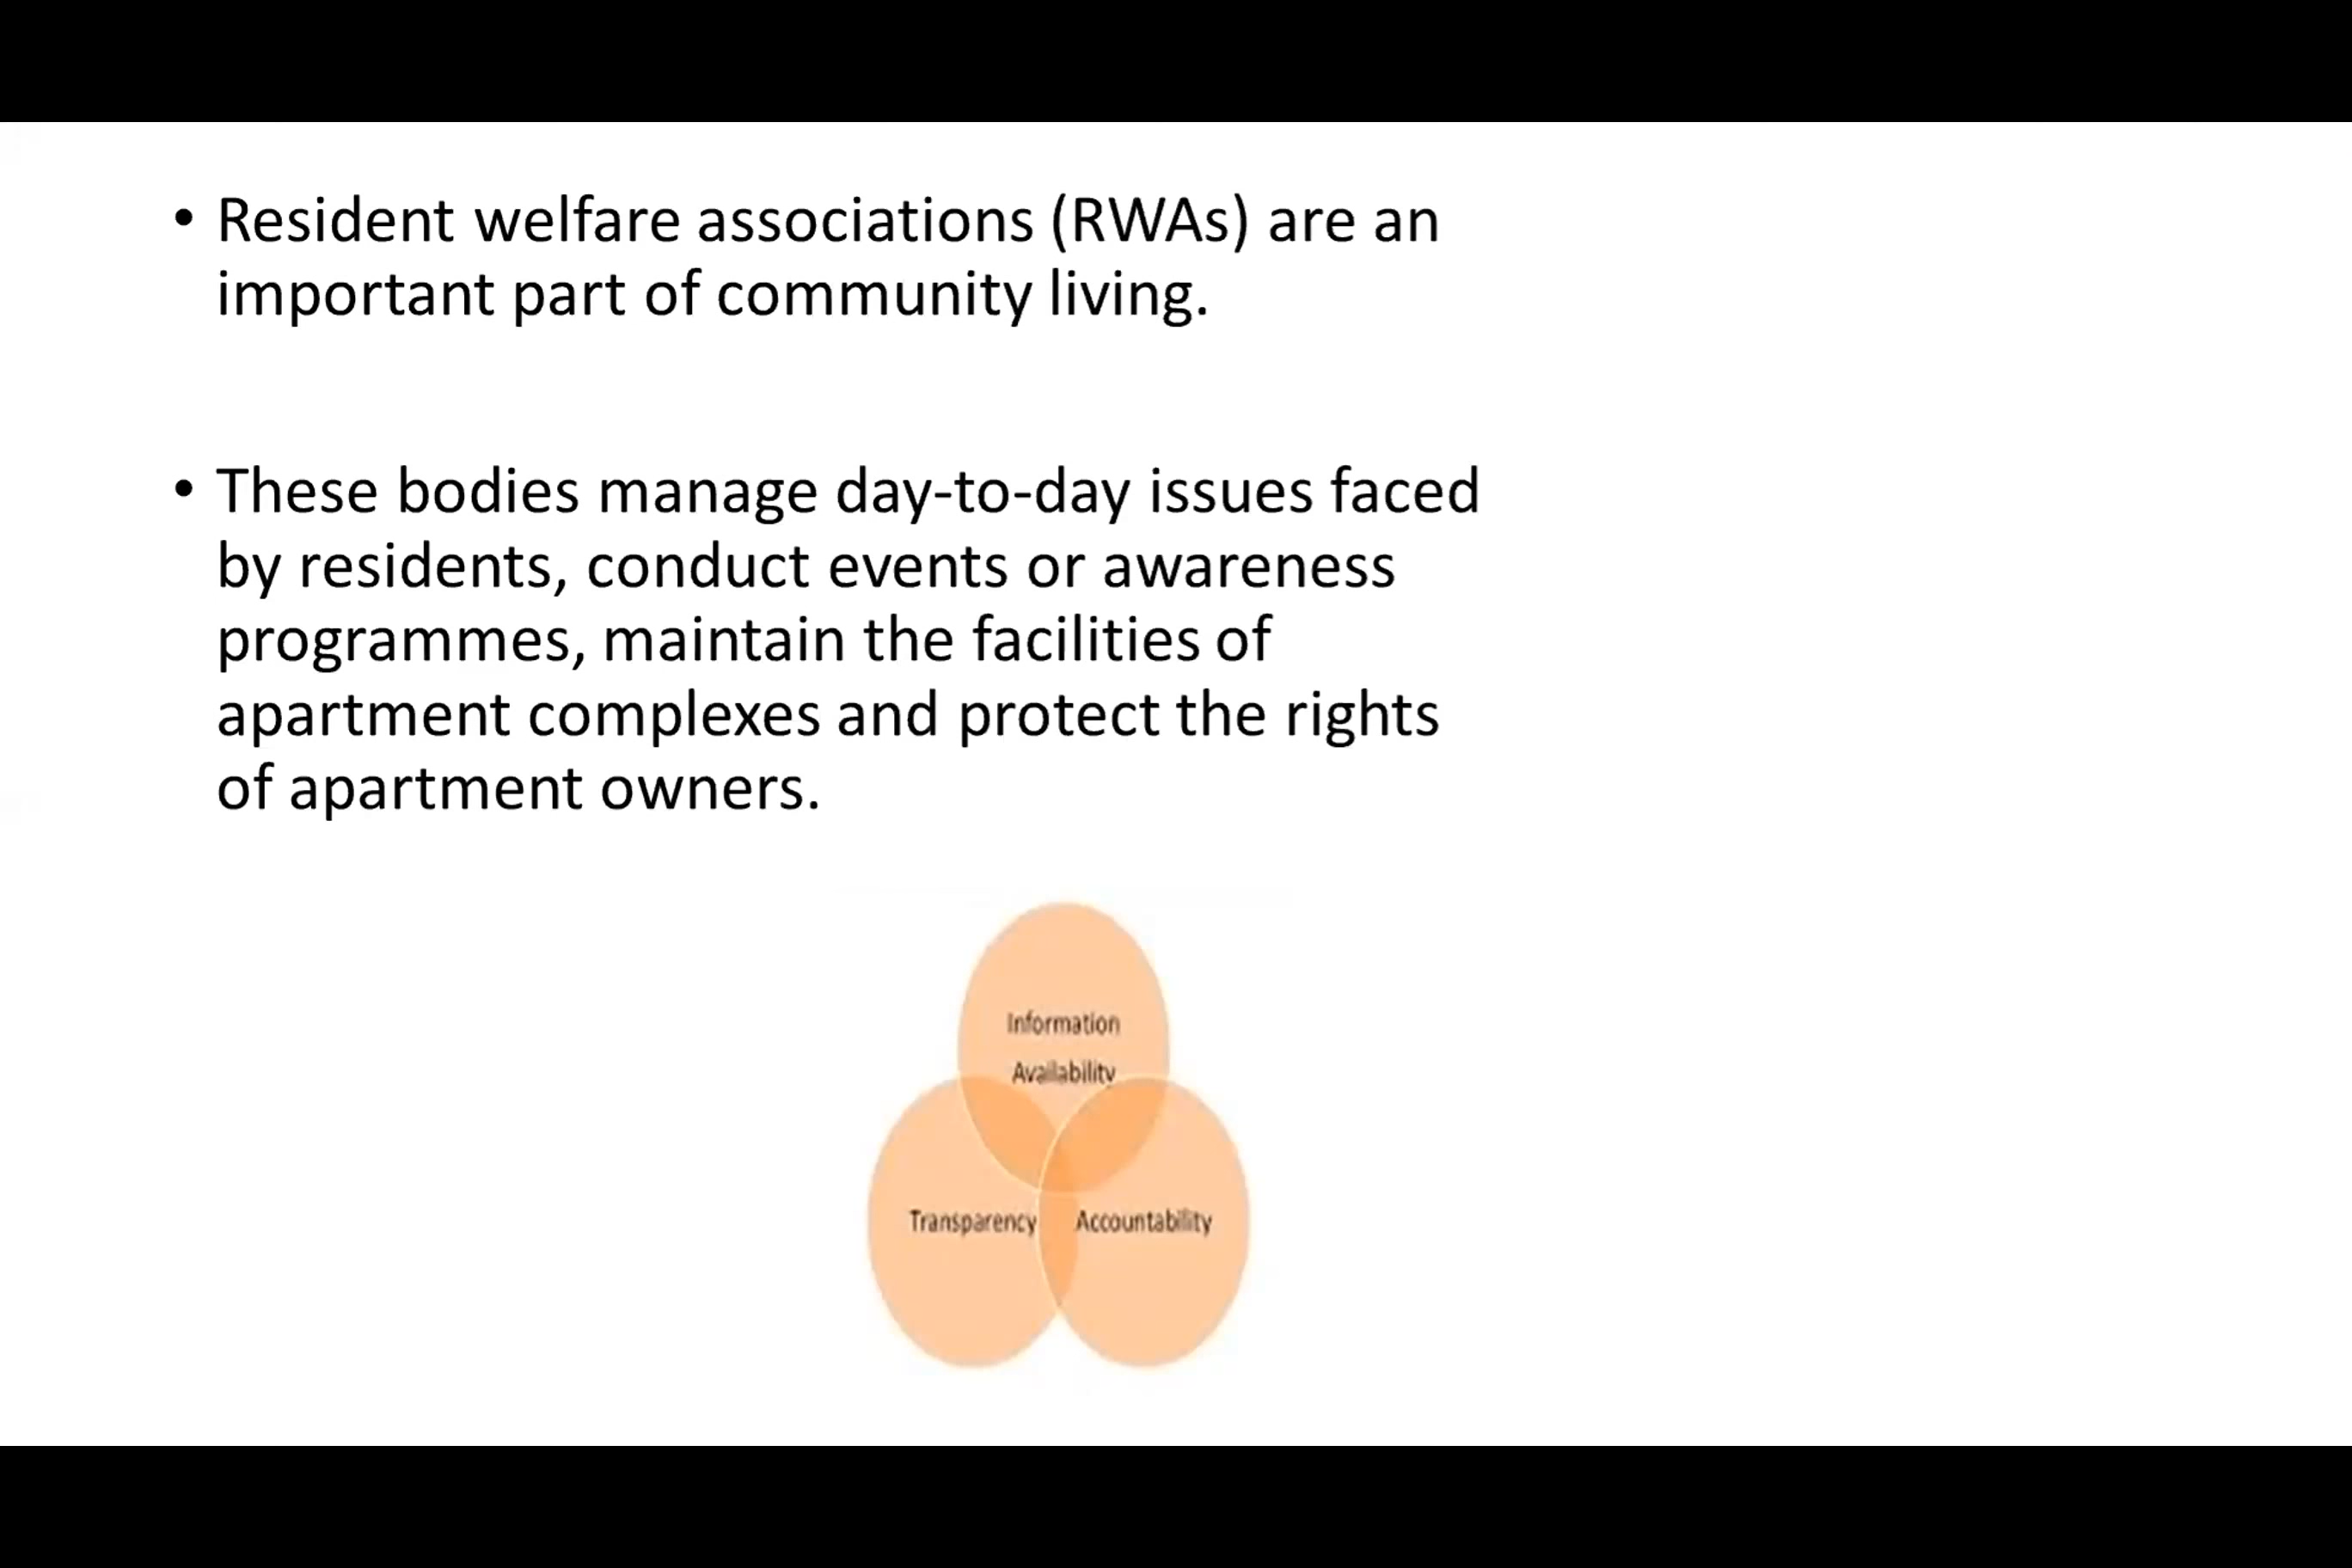 • Resident welfare associations (RWAs) are an
important part of community living.
• These bodies manage day-to-day issues faced
by residents, conduct events or awareness
programmes, maintain the facilities of
apartment complexes and protect the rights
of apartment owners.
Information
Availability
Transparency
Accountability